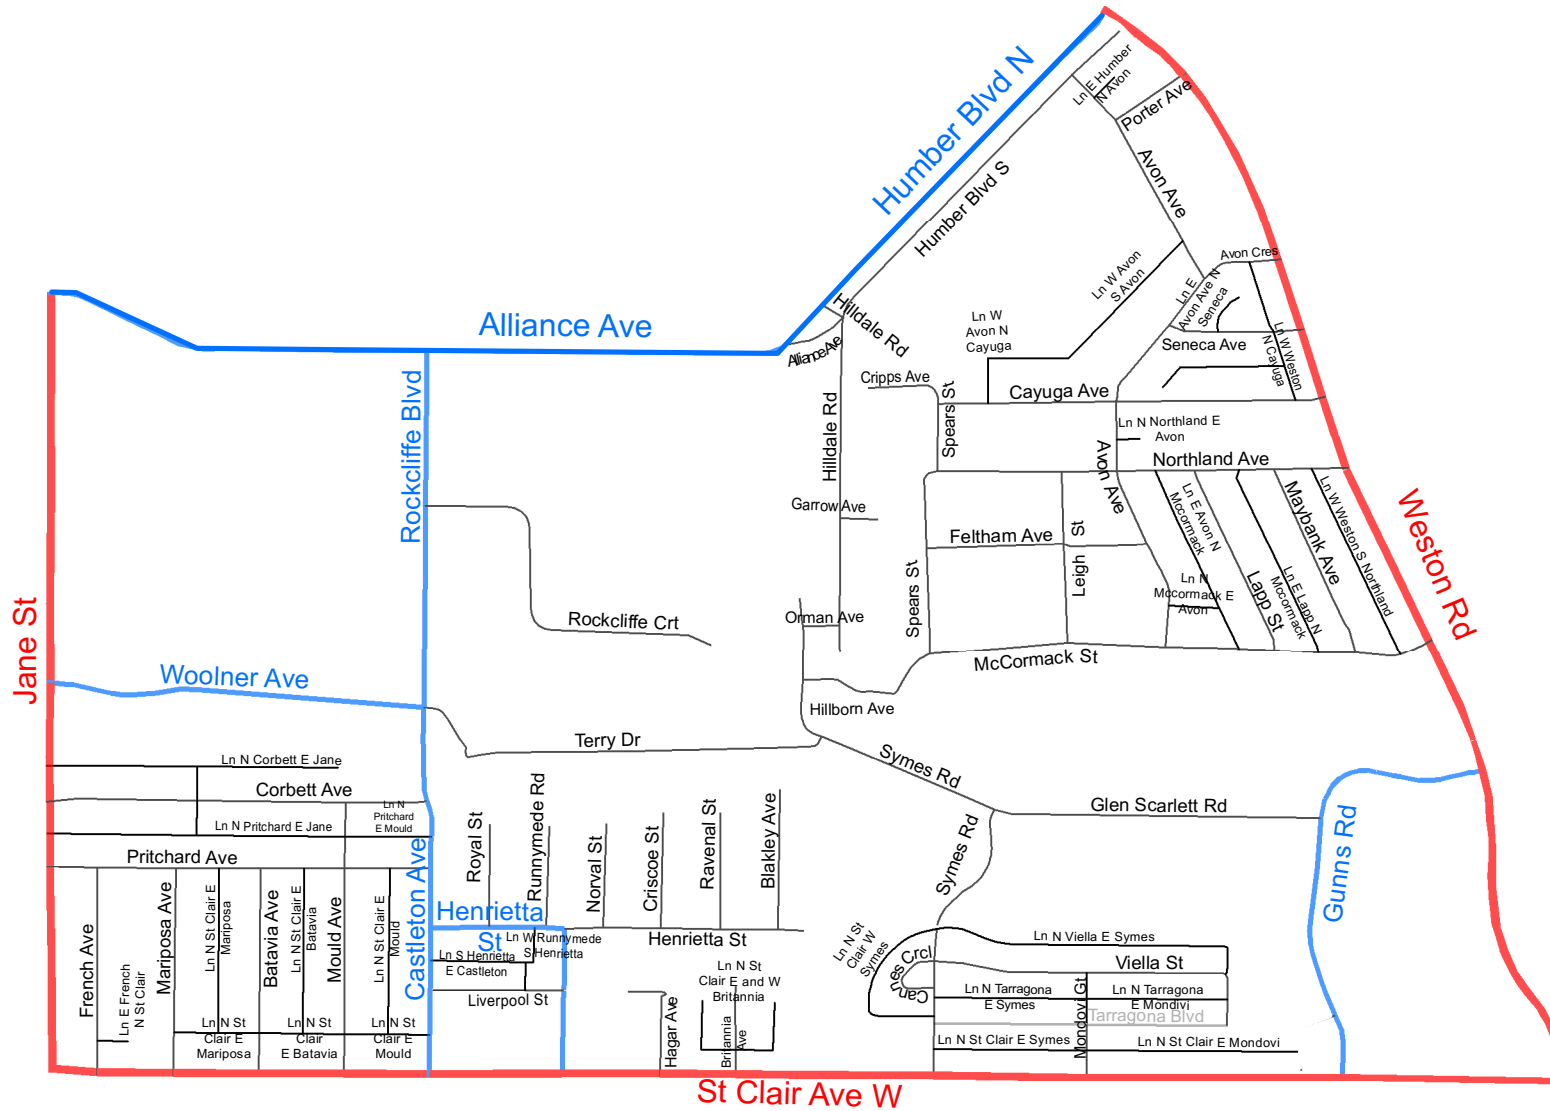 Humber Blvd N
Ln E Humber
N Avon
Porter Ave
Avon Ave
Humber Blvd S
Avon Cres
Ln W Avon
S Avon
Ln E
Avon Ave N
Seneca
Hilldale Rd
Alliance Ave
Alliance Ave
Ln W
Avon N
Cayuga
Seneca Ave
Ln W Weston
N Cayuga
Cripps Ave
Cayuga Ave
Spears St
Rockcliffe Blvd
Hilldale Rd
Ln N Northland E
Avon
Northland Ave
Avon Ave
Garrow Ave
Feltham Ave
Leigh St
Ln E Avon N
Mccormack
Maybank Ave
Ln W Weston S Northland
Weston Rd
Spears St
Ln N
Mccormack E
Avon
Lapp St
Ln E Lapp N
Mccormack
Rockcliffe Crt
Orman Ave
Jane St
Woolner Ave
McCormack St
Hillborn Ave
Terry Dr
Symes Rd
Ln N Corbett E Jane
Corbett Ave
Ln N
Pritchard
E Mould
Ln N Pritchard E Jane
Glen Scarlett Rd
Royal St
Runnymede Rd
Norval St
Criscoe St
Ravenal St
Blakley Ave
Symes Rd
Gunns Rd
Pritchard Ave
French Ave
Mariposa Ave
Ln N St Clair E
Mariposa
Batavia Ave
Ln N St Clair E
Batavia
Mould Ave
Ln N St Clair E
Mould
Castleton Ave
Henrietta
St
Ln W Runnymede
S Henrietta
Henrietta St
Ln S Henrietta
E Castleton
Liverpool St
Ln N St
Clair W
Symes
Cannes Crcl
Ln N Viella E Symes
Viella St
Ln N St
Clair E and W
Britannia
Ln N Tarragona
E Symes
Ln N Tarragona
E Mondivi
Tarragona Blvd
Mondovi Gt
Ln E French
N St Clair
Ln N St
Clair E
Mariposa
Ln N St
Clair
E Batavia
Ln N St
Clair E
Mould
Hagar Ave
Britannia
Ave
Ln N St Clair E Symes
Ln N St Clair E Mondovi
St Clair Ave W